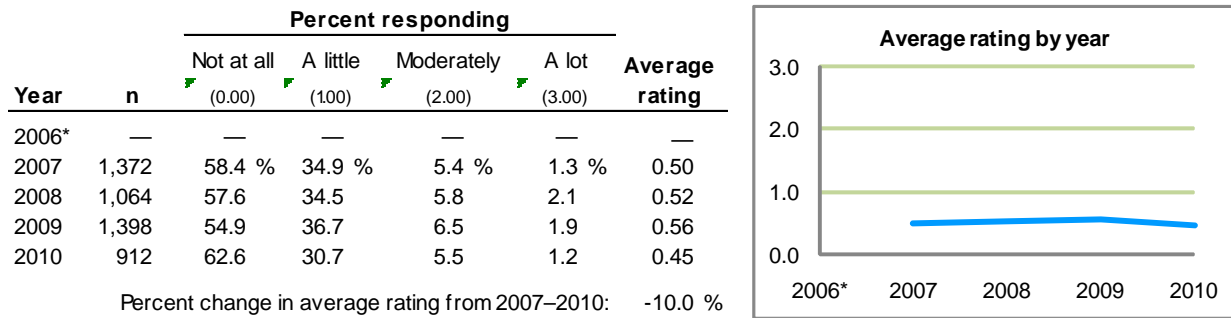 Percent responding
Not at all A little Moderately A lot Average
Year n (0.00) (1.00) (2.00) (3.00) rating
2006* — — — — — —
2007 1,372 58.4 % 34.9 % 5.4 % 1.3 % 0.50
2008 1,064 57.6 34.5 5.8 2.1 0.52
2009 1,398 54.9 36.7 6.5 1.9 0.56
2010 912 62.6 30.7 5.5 1.2 0.45
Percent change in average rating from 2007–2010: -10.0 %
Average rating by year
3.0
2.0
1.0
0.0
2006* 2007 2008 2009 2010